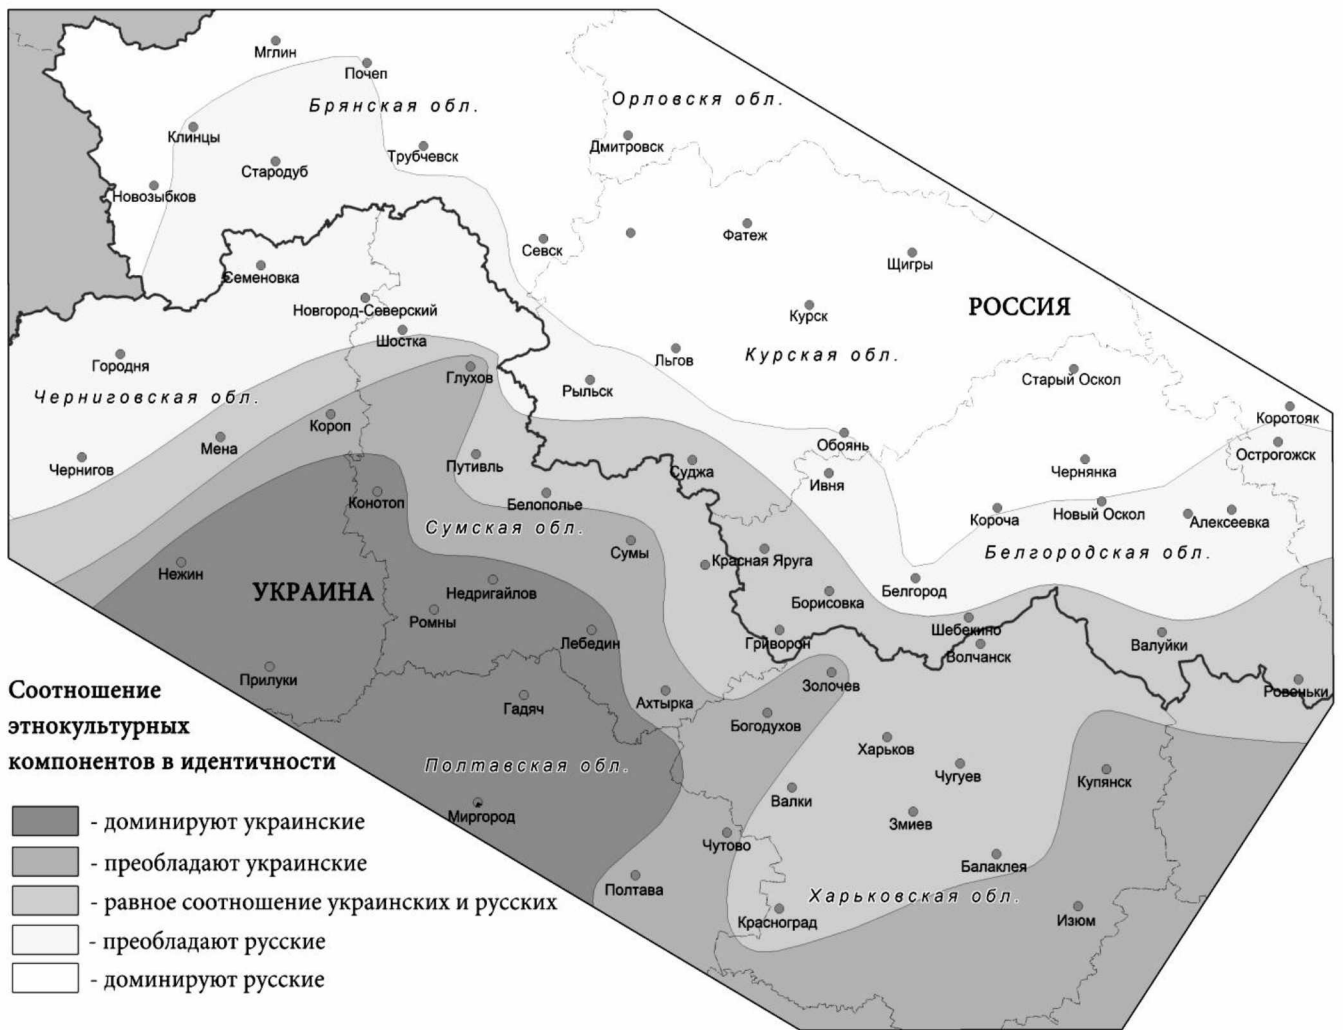 Мглин
Почеп
Брянская обл.
Орловскя обл.
Клинцы
Трубчевск
Дмитровск
Стародуб
Новозыбков
Севск
Фатеж
Щигры
Семеновка
Новгород-Северский
Шостка
Курск
РОССИЯ
Городня
Глухов
Льгов
Курская обл.
Рыльск
Старый Оскол
Черниговская обл.
Короп
Коротояк
Мена
Обоянь
Острогожск
Чернигов
Путивль
Суджа
Ивня
Чернянка
Конотоп
Белополье
Короча
Новый Оскол
Алексеевка
Сумская обл.
Сумы
Красная Яруга
Белгородская обл.
Нежин
УКРАИНА
Недригайлов
Борисовка
Белгород
Ромны
Лебедин
Гриворон
Шебекино
Волчанск
Валуйки
Прилуки
Гадяч
Ахтырка
Золочев
Ровеньки
Богодухов
Харьков
Полтавская обл.
Чугуев
Купянск
Миргород
Валки
Змиев
Чутово
Балаклея
Полтава
Харьковская обл.
Красноград
Изюм
Соотношение
этнокультурных
компонентов в идентичности
- доминируют украинские
- преобладают украинские
- равное соотношение украинских и русских
- преобладают русские
- доминируют русские